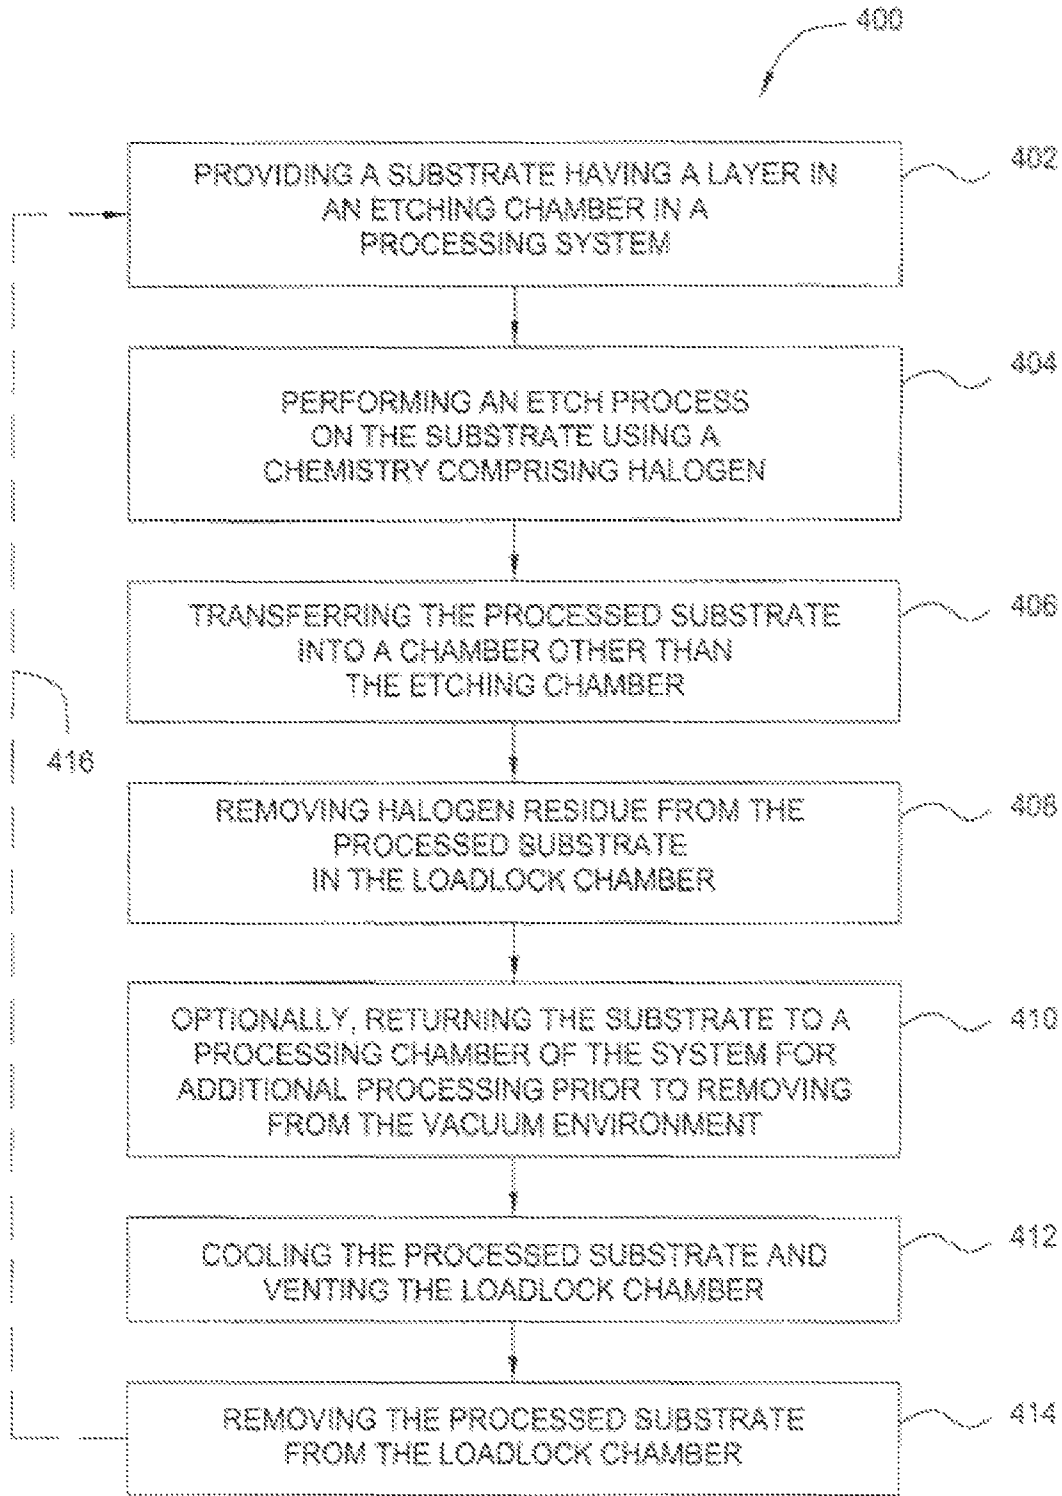 400
PROVIDING A SUBSTRATE HAVING A LAYER IN
AN ETCHING CHAMBER IN A
PROCESSING SYSTEM
402
PERFORMING AN ETCH PROCESS
ON THE SUBSTRATE USING A
CHEMISTRY COMPRISING HALOGEN
404
TRANSFERRING THE PROCESSED SUBSTRATE
INTO A CHAMBER OTHER THAN
THE ETCHING CHAMBER
406
416
REMOVING HALOGEN RESIDUE FROM THE
PROCESSED SUBSTRATE
IN THE LOADLOCK CHAMBER
408
OPTIONALLY, RETURNING THE SUBSTRATE TO A
PROCESSING CHAMBER OF THE SYSTEM FOR
ADDITIONAL PROCESSING PRIOR TO REMOVING
FROM THE VACUUM ENVIRONMENT
410
COOLING THE PROCESSED SUBSTRATE AND
VENTING THE LOADLOCK CHAMBER
412
REMOVING THE PROCESSED SUBSTRATE
FROM THE LOADLOCK CHAMBER
414